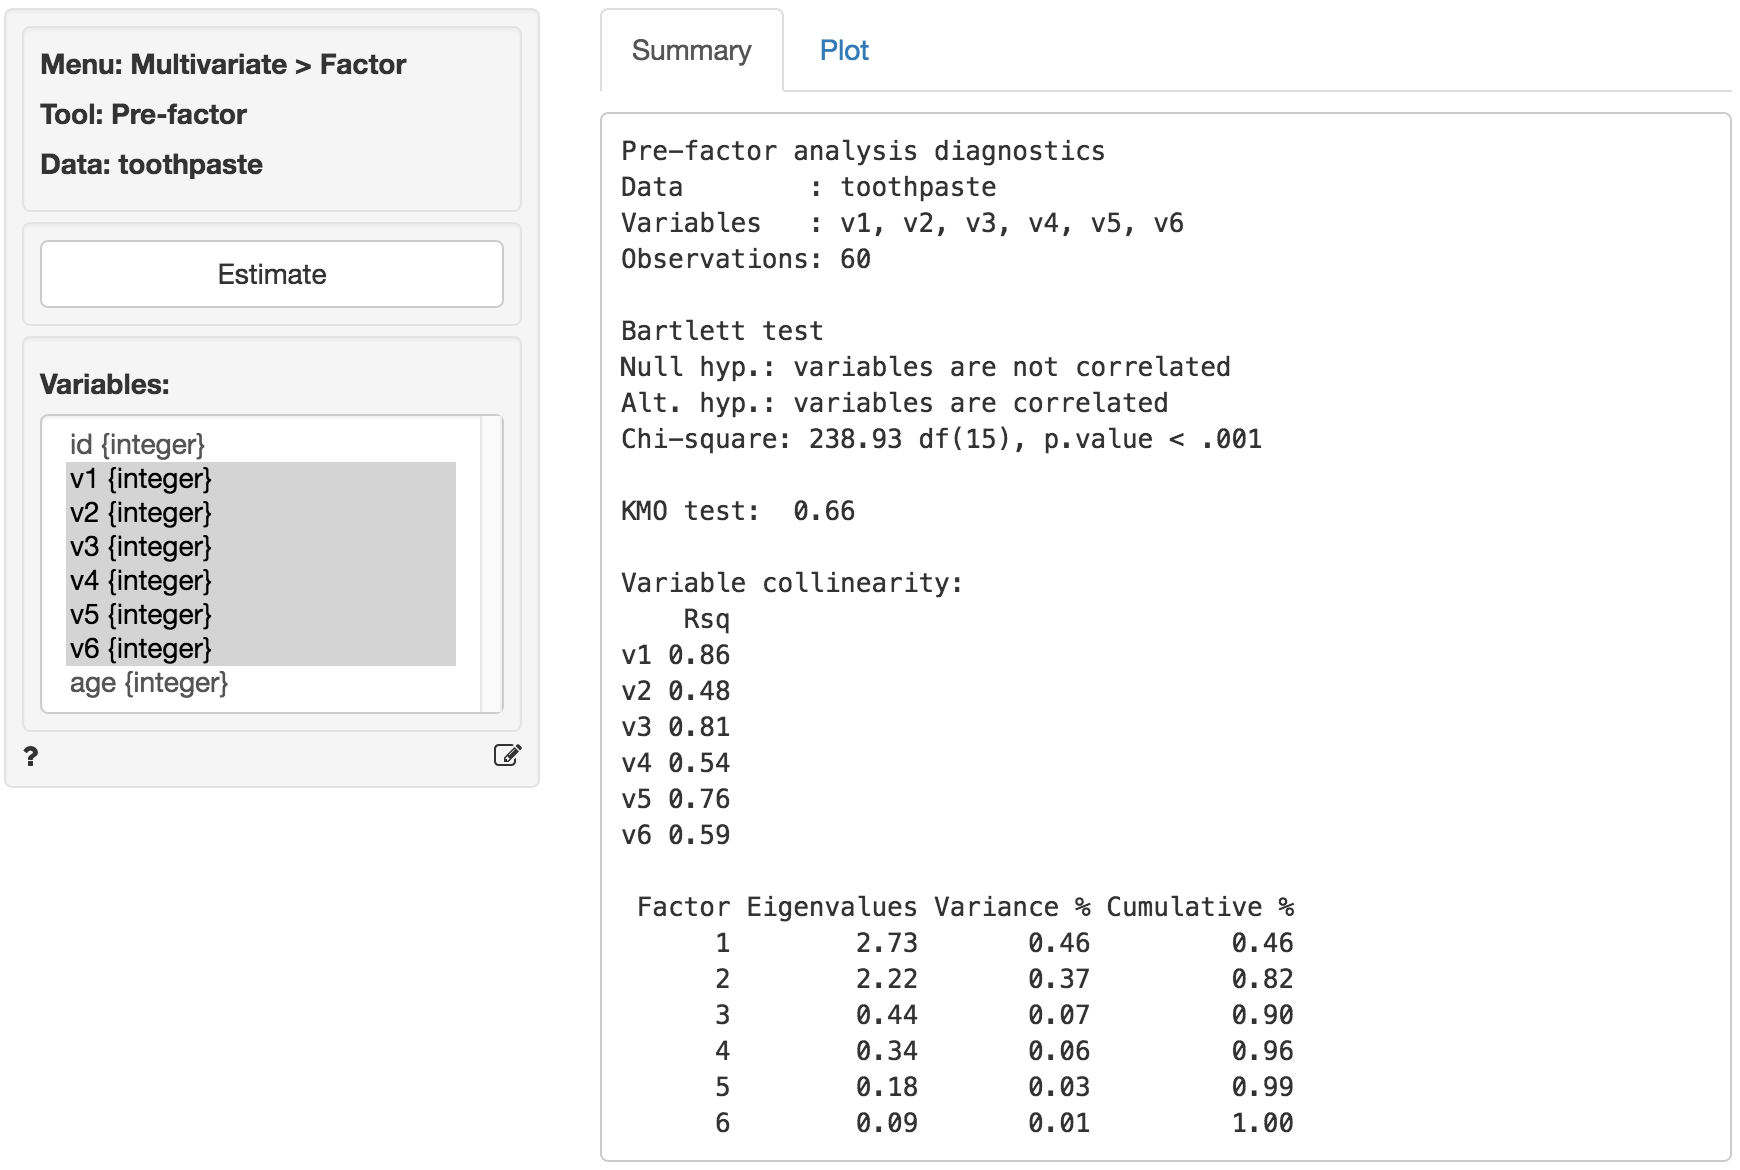 Menu: Multivariate > Factor
Tool: Pre-factor
Data: toothpaste
Estimate
Variables:
id {integer}
v1 {integer}
v2 {integer}
v3 {integer}
v4 {integer}
v5 {integer}
v6 {integer}
age {integer}
?
Summary
Plot
Pre-factor analysis diagnostics
Data        : toothpaste
Variables   : v1, v2, v3, v4, v5, v6
Observations: 60
Bartlett test
Null hyp.: variables are not correlated
Alt. hyp.: variables are correlated
Chi-square: 238.93 df(15), p.value < .001
KMO test:  0.66
Variable collinearity:
    Rsq
v1 0.86
v2 0.48
v3 0.81
v4 0.54
v5 0.76
v6 0.59
 Factor Eigenvalues Variance % Cumulative %
      1        2.73       0.46         0.46
      2        2.22       0.37         0.82
      3        0.44       0.07         0.90
      4        0.34       0.06         0.96
      5        0.18       0.03         0.99
      6        0.09       0.01         1.00